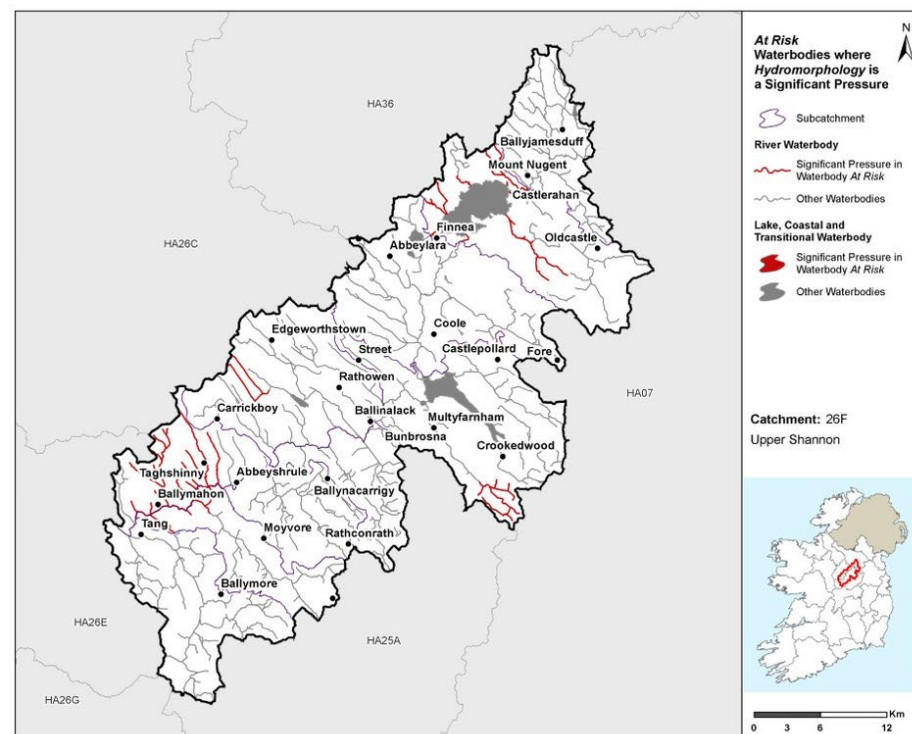 HA36
Ballyjamesduff
Mount Nugent
Castlerahan
HA26C
Finnea
Oldcastle
Abbeylara
Edgeworthstown
Coole
Street
Castlepollard
Fore
Rathowen
HA07
Carrickboy
Ballinalack
Multyfarnham
Bunbrosna
Crookedwood
Taghshinny
Abbeyshrule
Ballynacarrigy
Ballymahon
Tang
Moyvore
Rathconrath
Ballymore
HA26E
HA25A
HA26G
N
At Risk
Waterbodies where
Hydromorphology is
a Significant Pressure
Subcatchment
River Waterbody
Significant Pressure in
Waterbody At Risk
Other Waterbodies
Lake, Coastal and
Transitional Waterbody
Significant Pressure in
Waterbody At Risk
Other Waterbodies
Catchment: 26F
Upper Shannon
Km
0 3 6 12